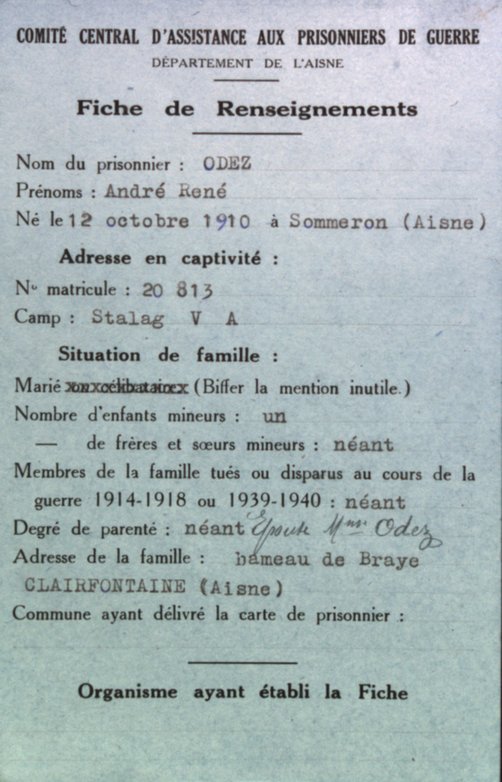 COMITÉ CENTRAL D'ASSISTANCE AUX PRISONNIERS DE GUERRE
DÉPARTEMENT DE L'AISNE
Fiche de Renseignements
Nom du prisonnier : ODEZ
Prénoms : André René
Né le 12 octobre 1910 à Sommeron (Aisne)
Adresse en captivité :
N° matricule : 20 813
Camp : Stalag V A
Situation de famille :
Marié ou célibataire (Biffer la mention inutile.)
Nombre d'enfants mineurs : un
— de frères et sœurs mineurs : néant
Membres de la famille tués ou disparus au cours de la
guerre 1914-1918 ou 1939-1940 : néant
Degré de parenté : néant Epouse Mme Odez
Adresse de la famille : hameau de Braye
CLAIRFONTAINE (Aisne)
Commune ayant délivré la carte de prisonnier :
Organisme ayant établi la Fiche